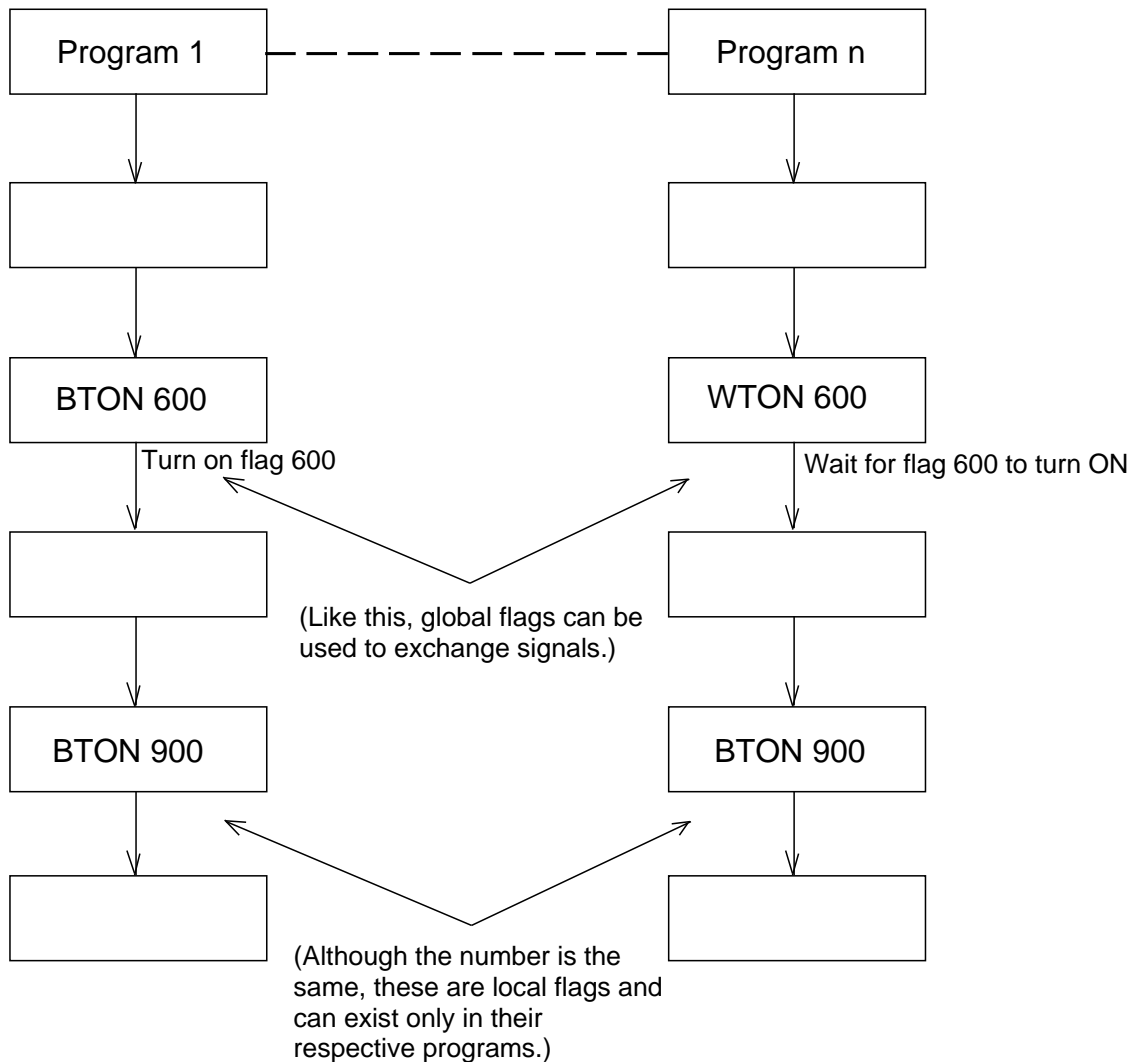 Program 1
Program n
BTON 600
WTON 600
Turn on flag 600
Wait for flag 600 to turn ON
(Like this, global flags can be
used to exchange signals.)
BTON 900
BTON 900
(Although the number is the
same, these are local flags and
can exist only in their
respective programs.)